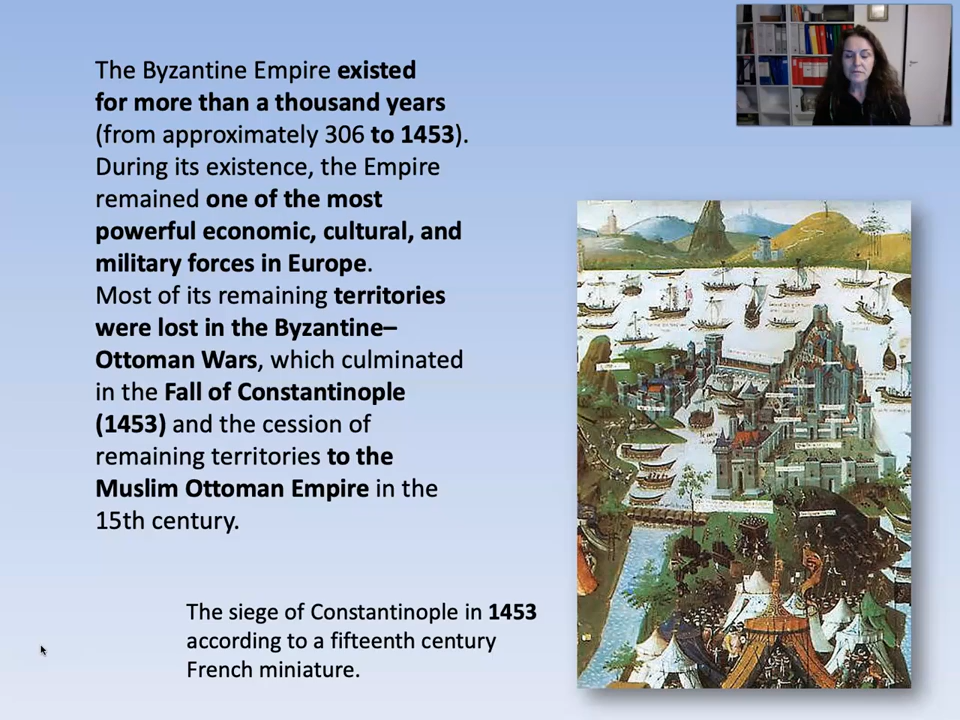 The Byzantine Empire existed
for more than a thousand years
(from approximately 306 to 1453).
During its existence, the Empire
remained one of the most
powerful economic, cultural, and
military forces in Europe.
Most of its remaining territories
were lost in the Byzantine–
Ottoman Wars, which culminated
in the Fall of Constantinople
(1453) and the cession of
remaining territories to the
Muslim Ottoman Empire in the
15th century.
The siege of Constantinople in 1453
according to a fifteenth century
French miniature.